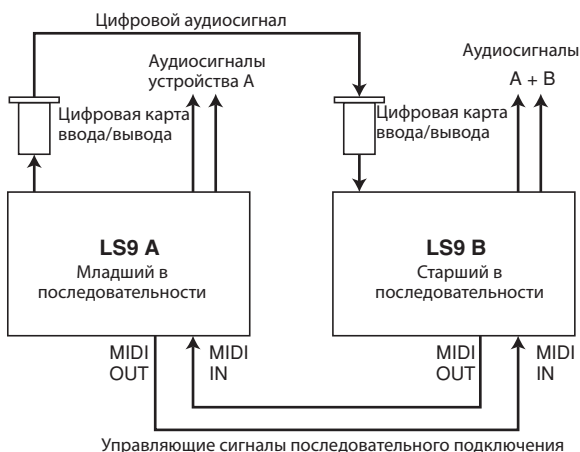 Цифровой аудиосигнал
Аудиосигналы
устройства A
Аудиосигналы
A + B
Цифровая карта
ввода/вывода
Цифровая карта
ввода/вывода
LS9 A
Младший в
последовательности
LS9 B
Старший в
последовательности
MIDI
OUT
MIDI
IN
MIDI
OUT
MIDI
IN
Управляющие сигналы последовательного подключения